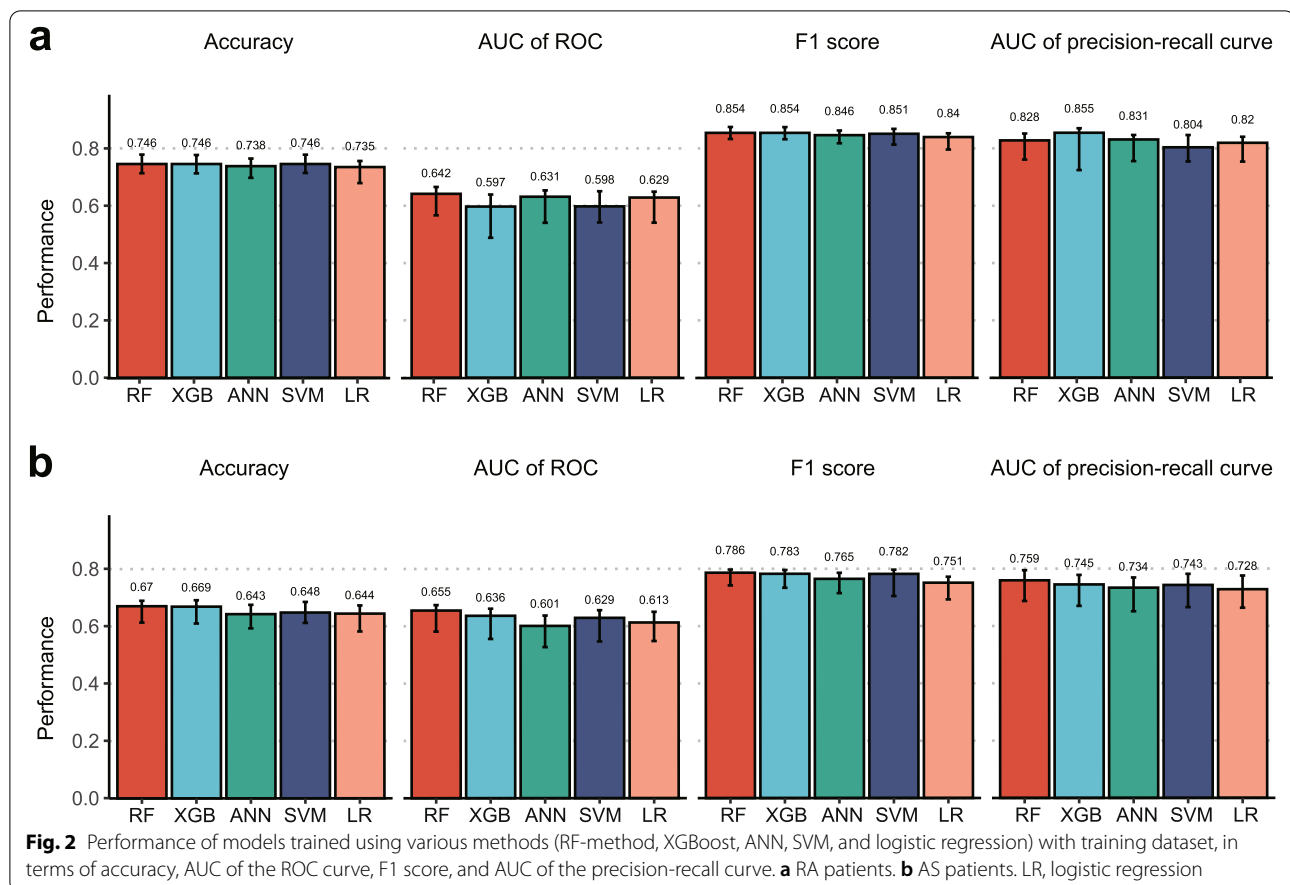 a
Accuracy AUC of ROC F1 score AUC of precision-recall curve
Performance
0.8
0.6
0.4
0.2
0.0
0.746 0.746 0.738 0.746 0.735
0.642 0.597 0.631 0.598 0.629
0.854 0.854 0.846 0.851 0.84
0.828 0.855 0.831 0.804 0.82
RF XGB ANN SVM LR RF XGB ANN SVM LR RF XGB ANN SVM LR RF XGB ANN SVM LR
b
Accuracy AUC of ROC F1 score AUC of precision-recall curve
Performance
0.8
0.6
0.4
0.2
0.0
0.67 0.669 0.643 0.648 0.644
0.655 0.636 0.601 0.629 0.613
0.786 0.783 0.765 0.782 0.751
0.759 0.745 0.734 0.743 0.728
RF XGB ANN SVM LR RF XGB ANN SVM LR RF XGB ANN SVM LR RF XGB ANN SVM LR
Fig. 2 Performance of models trained using various methods (RF-method, XGBoost, ANN, SVM, and logistic regression) with training dataset, in
terms of accuracy, AUC of the ROC curve, F1 score, and AUC of the precision-recall curve. a RA patients. b AS patients. LR, logistic regression